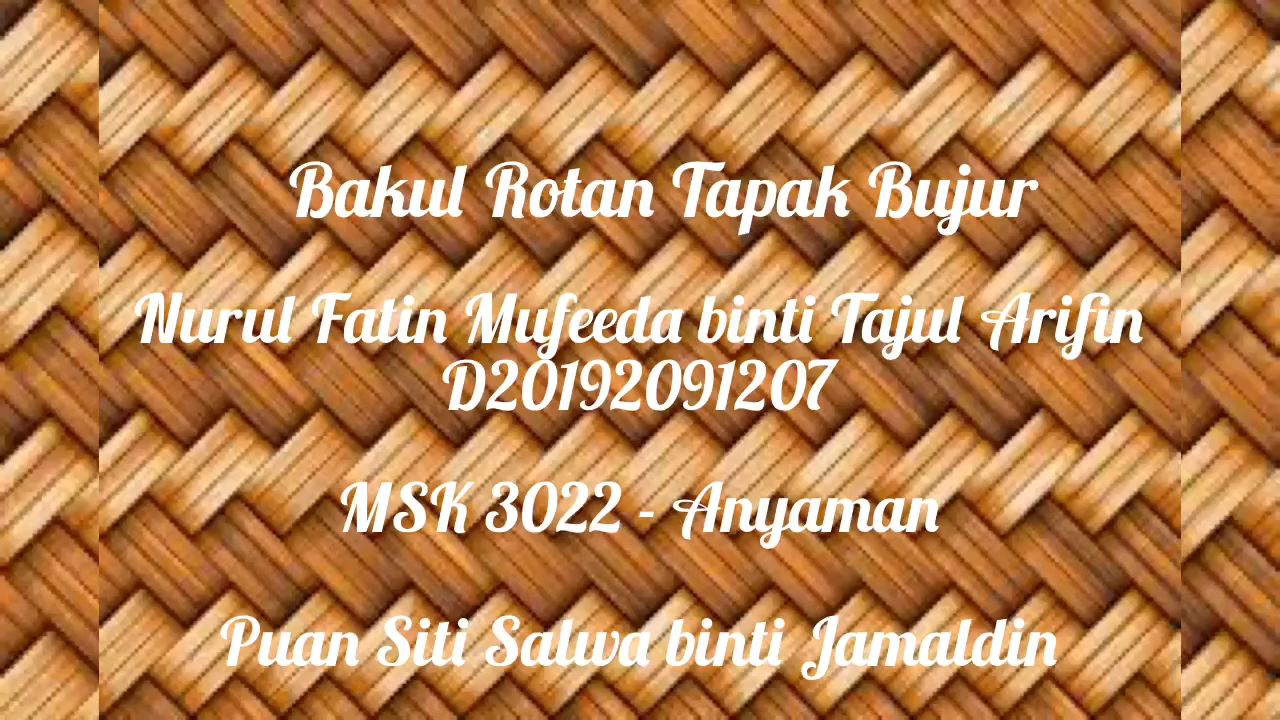 Bakul Rotan Tapak Bujur
Nurul Fatin Mufeeda binti Tajul Arifin
D20192091207
MSK 3022 - Anyaman
Puan Siti Salwa binti Jamaldin